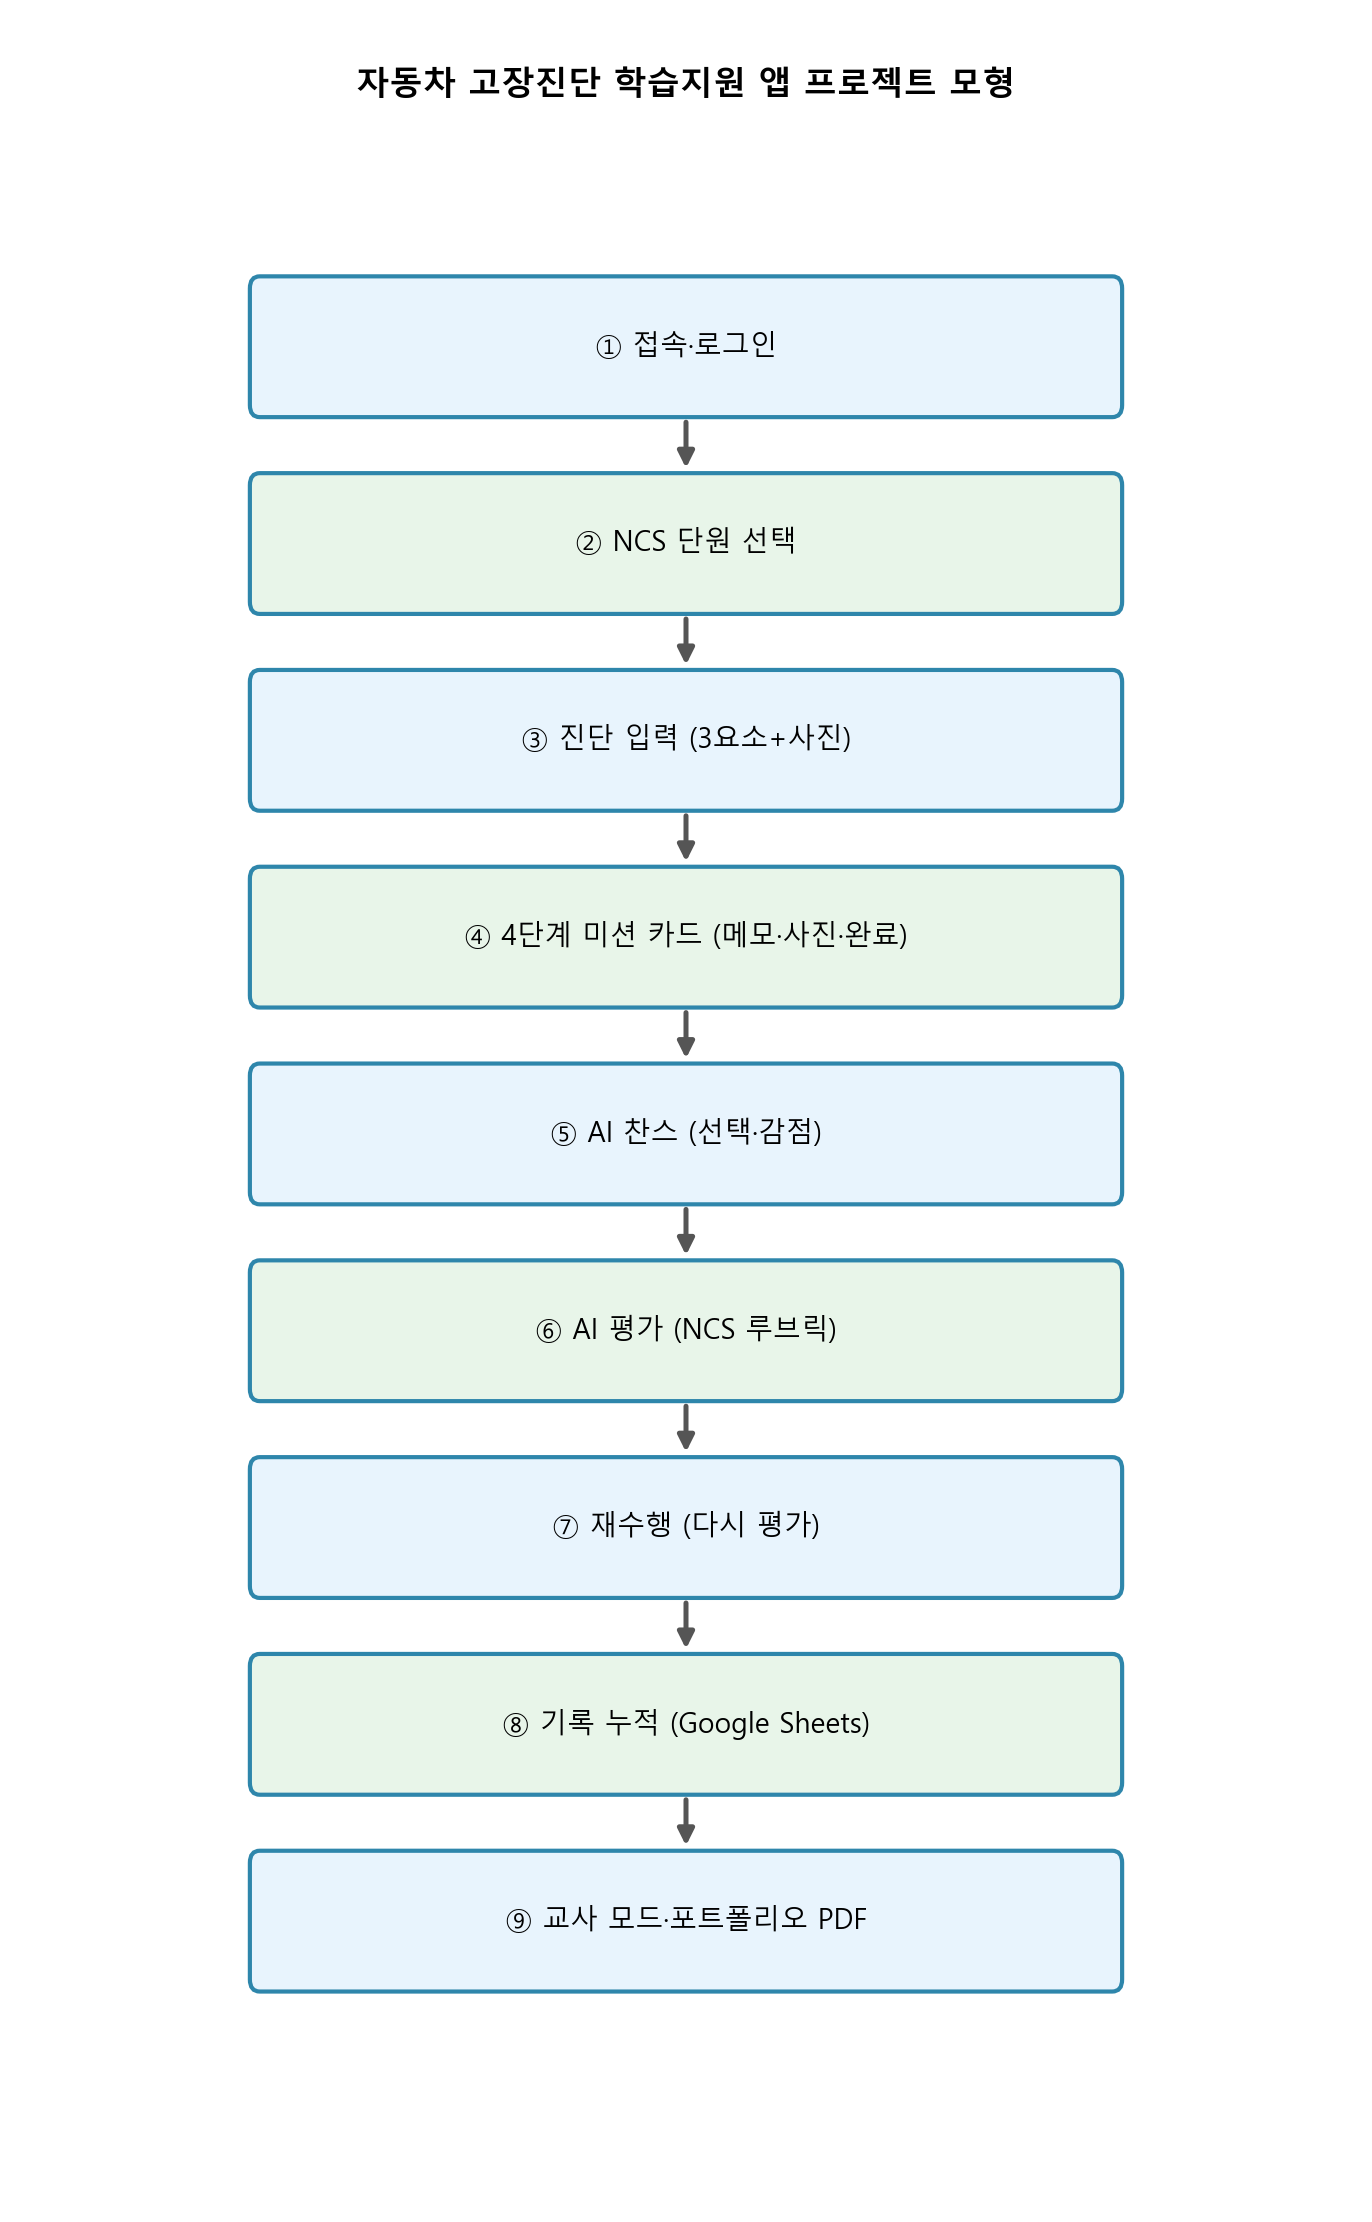 자동차 고장진단 학습지원 앱 프로젝트 모형
① 접속·로그인
② NCS 단원 선택
③ 진단 입력 (3요소+사진)
④ 4단계 미션 카드 (메모·사진·완료)
⑤ AI 찬스 (선택·감점)
⑥ AI 평가 (NCS 루브릭)
⑦ 재수행 (다시 평가)
⑧ 기록 누적 (Google Sheets)
⑨ 교사 모드·포트폴리오 PDF